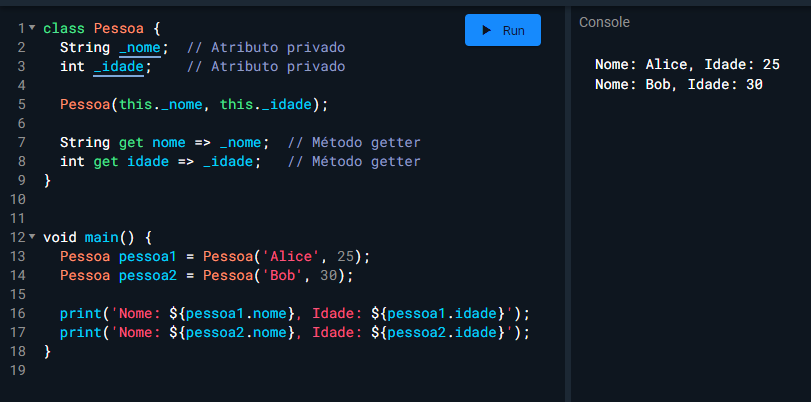 1 class Pessoa {
2   String _nome;  // Atributo privado
3   int _idade;    // Atributo privado
4
5   Pessoa(this._nome, this._idade);
6
7   String get nome => _nome;  // Método getter
8   int get idade => _idade;   // Método getter
9 }
10
11
12 void main() {
13   Pessoa pessoa1 = Pessoa('Alice', 25);
14   Pessoa pessoa2 = Pessoa('Bob', 30);
15
16   print('Nome: ${pessoa1.nome}, Idade: ${pessoa1.idade}');
17   print('Nome: ${pessoa2.nome}, Idade: ${pessoa2.idade}');
18 }
19
Run
Console
Nome: Alice, Idade: 25
Nome: Bob, Idade: 30